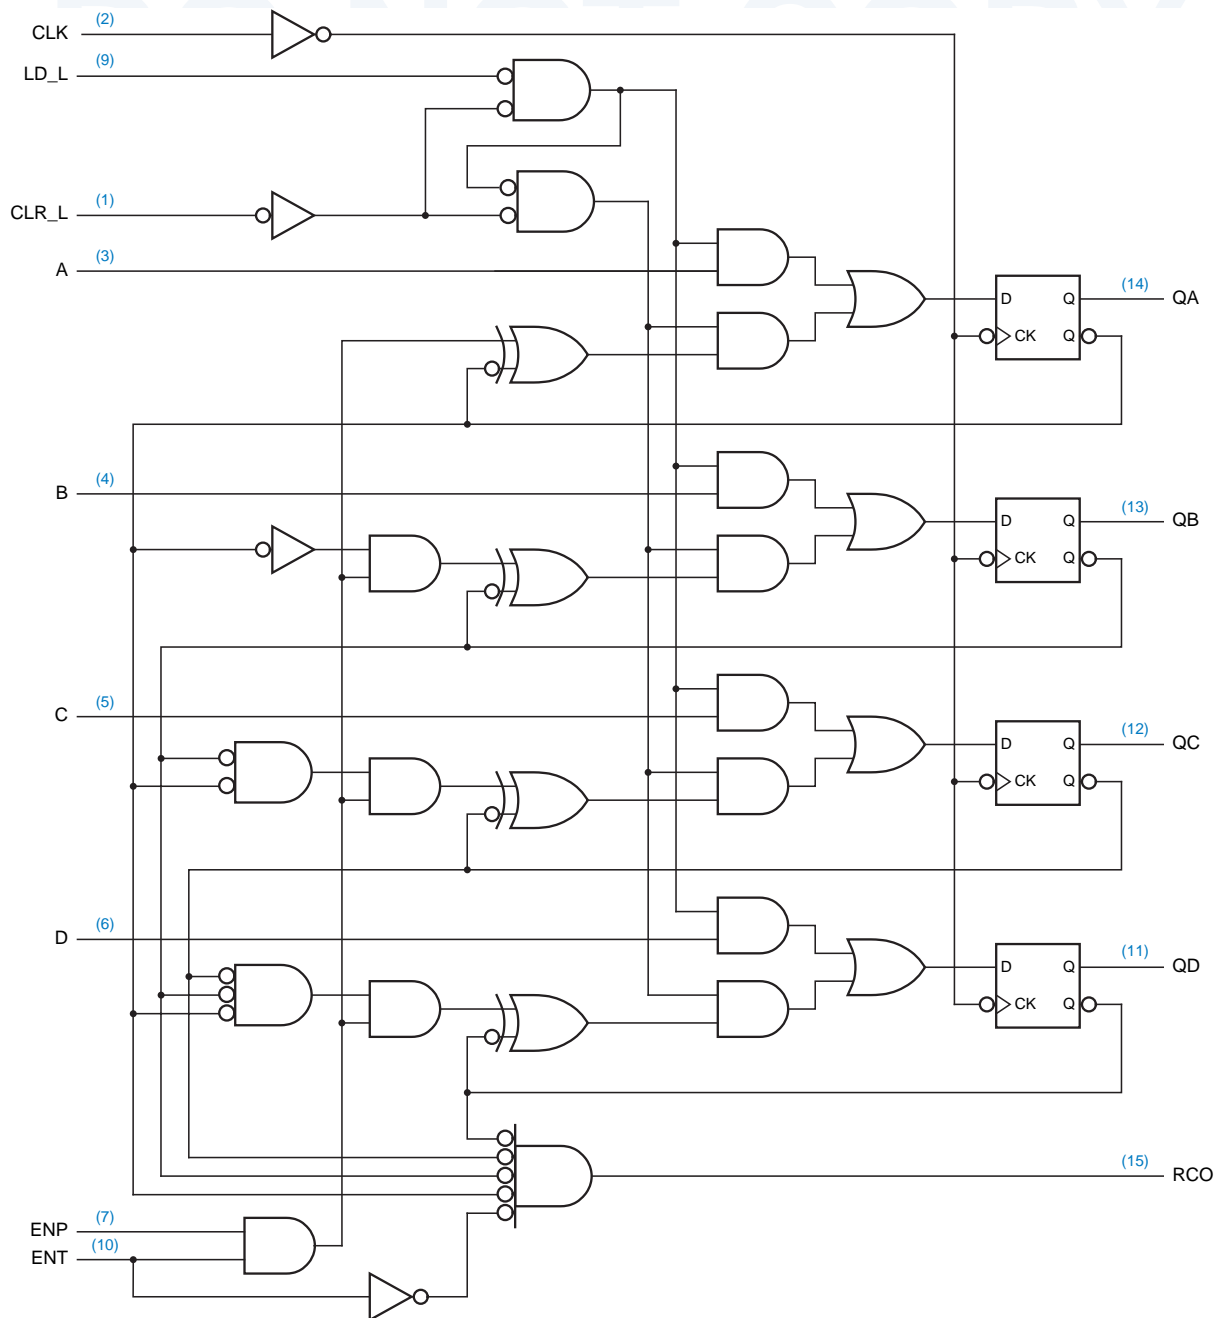 CLK (2)
LD_L (9)
CLR_L (1)
A (3)
D Q (14) QA
CK Q
B (4)
D Q (13) QB
CK Q
C (5)
D Q (12) QC
CK Q
D (6)
D Q (11) QD
CK Q
(15) RCO
ENP (7)
ENT (10)